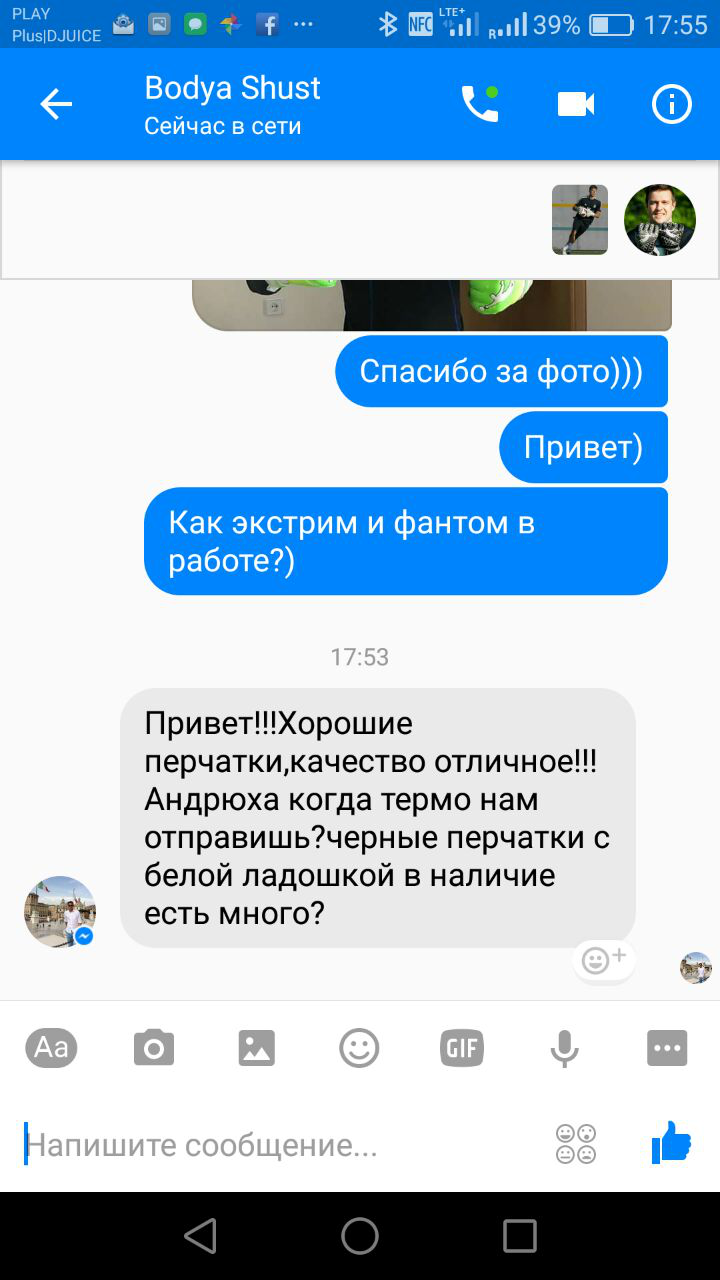 PLAY
Plus|DJUICE
NFC
LTE+
R
39%
17:55
Bodya Shust
Сейчас в сети
Спасибо за фото)))
Привет)
Как экстрим и фантом в
работе?)
17:53
Привет!!!Хорошие
перчатки,качество отличное!!!
Андрюха когда термо нам
отправишь?черные перчатки с
белой ладошкой в наличие
есть много?
Aa
GIF
Напишите сообщение...